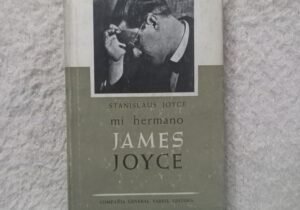 STANISLAUS JOYCE
mi hermano
JAMES
JOYCE
COMPAÑIA GENERAL FABRIL EDITORA